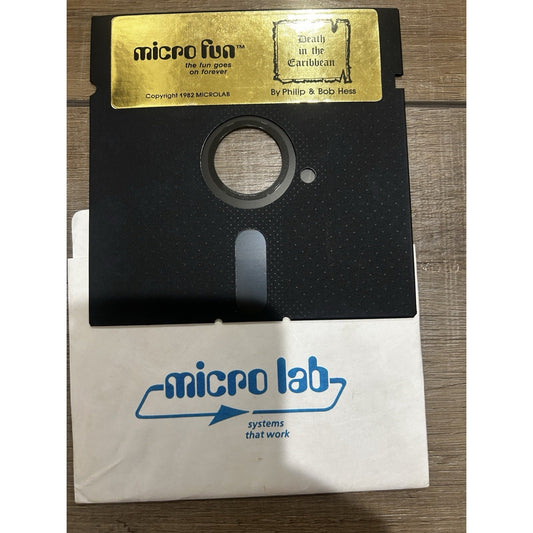 micro fun™
the fun goes
on forever
Copyright 1982 MICROLAB
Death
in the
Caribbean
By Philip & Bob Hess
micro lab
systems
that work